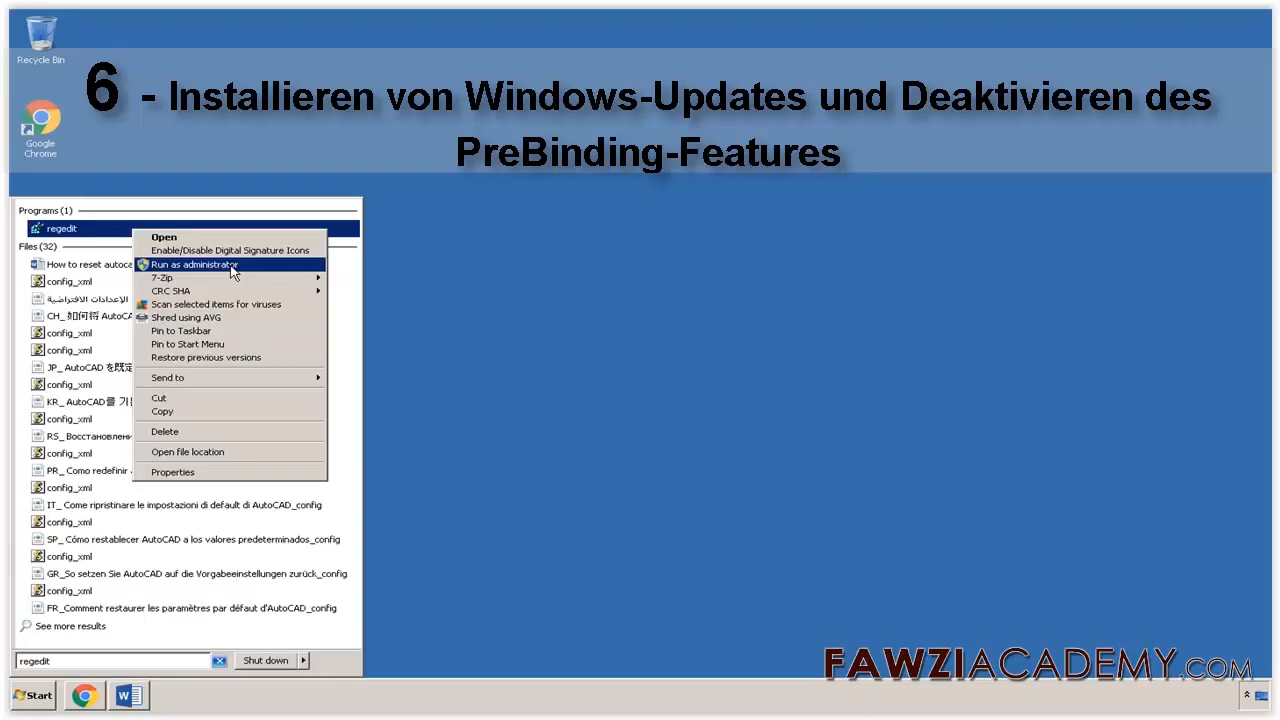 Recycle Bin
Google
Chrome
6 - Installieren von Windows-Updates und Deaktivieren des
PreBinding-Features
Programs (1)
regedit
Files (32)
Open
Enable/Disable Digital Signature Icons
Run as administrator
7-Zip
CRC SHA
Scan selected items for viruses
Shred using AVG
Pin to Taskbar
Pin to Start Menu
Restore previous versions
Send to
Cut
Copy
Delete
Open file location
Properties
How to reset autoca
config_xml
الإعدادات الافتراضية
CH_ 如何将 AutoCA
config_xml
config_xml
JP_ AutoCAD を既定
config_xml
KR_ AutoCAD를 기
config_xml
RS_ Восстановлени
config_xml
PR_ Como redefinir
config_xml
IT_ Come ripristinare le impostazioni di default di AutoCAD_config
config_xml
SP_ Cómo restablecer AutoCAD a los valores predeterminados_config
config_xml
GR_So setzen Sie AutoCAD auf die Vorgabeeinstellungen zurück_config
config_xml
FR_Comment restaurer les paramètres par défaut d'AutoCAD_config
See more results
regedit
Shut down
Start
FAWZIACADEMY.COM